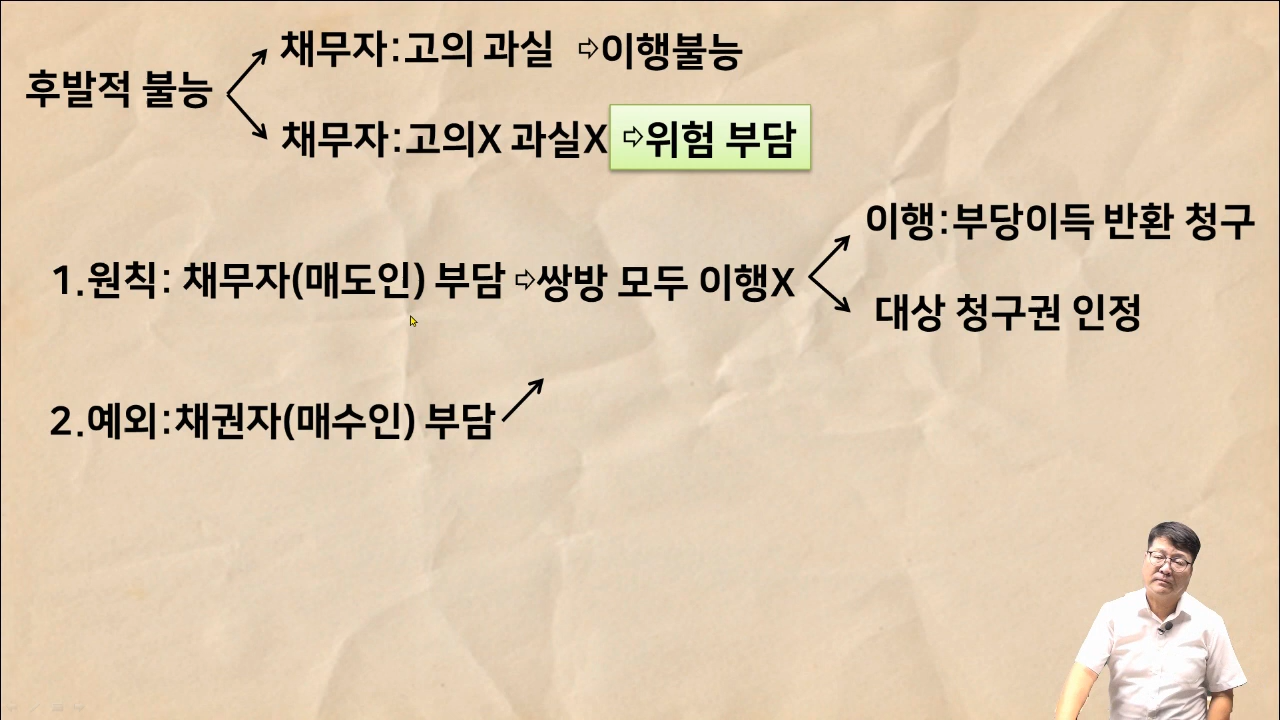 후발적 불능
채무자:고의 과실 ⇨이행불능
채무자:고의X 과실X ⇨위험 부담
1.원칙: 채무자(매도인) 부담 ⇨쌍방 모두 이행X
이행:부당이득 반환 청구
대상 청구권 인정
2.예외:채권자(매수인) 부담